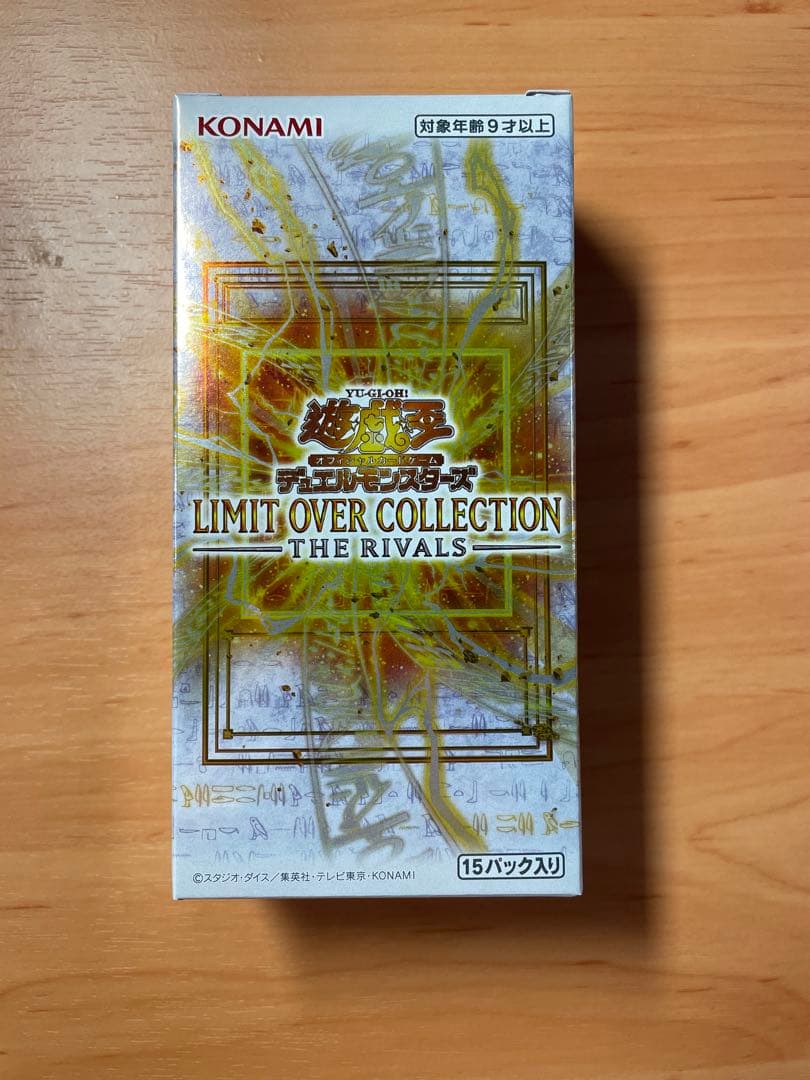 KONAMI
対象年齢9才以上
YU-GI-OH!
遊戯王
オフィシャルカードゲーム
デュエルモンスターズ
LIMIT OVER COLLECTION
THE RIVALS
©スタジオ・ダイス／集英社・テレビ東京・KONAMI
15パック入り